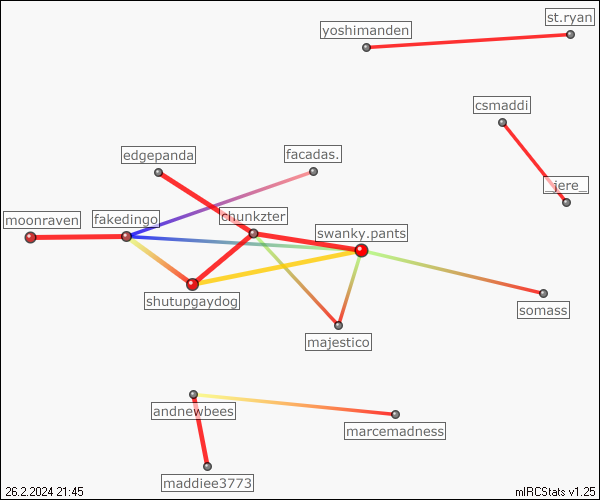 st.ryan
yoshimanden
csmaddi
edgepanda
facadas.
_jere_
moonraven
fakedingo
chunkzter
swanky.pants
shutupgaydog
somass
majestico
andnewbees
marcemadness
maddiee3773
26.2.2024 21:45
mIRCStats v1.25